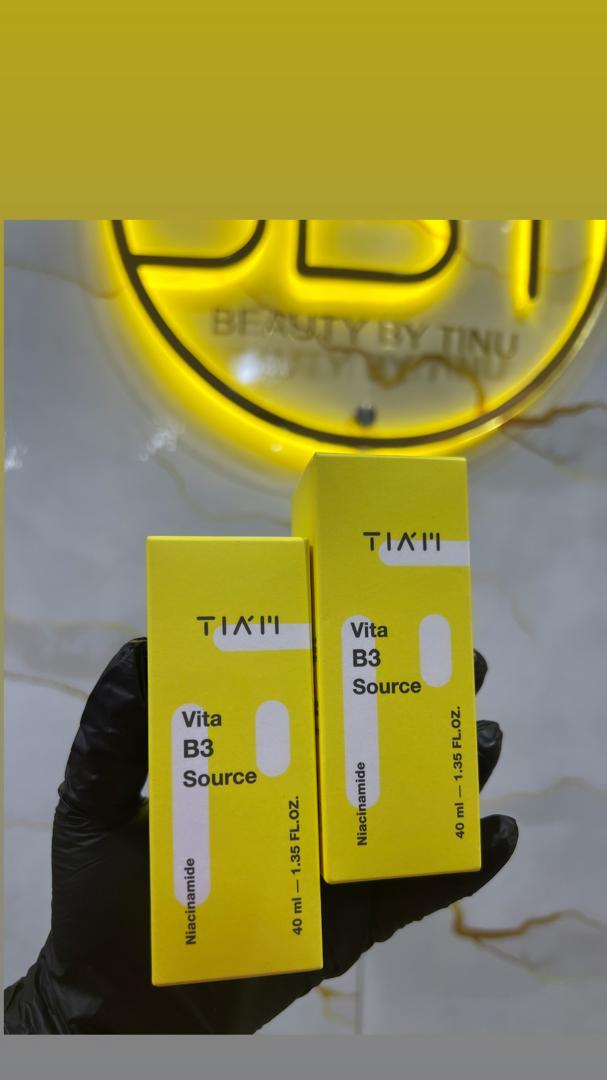 BEAUTY BY TINU
TIA'M
Vita
B3
Source
Niacinamide
40 ml — 1.35 FL.OZ.
TIA'M
Vita
B3
Source
Niacinamide
40 ml — 1.35 FL.OZ.